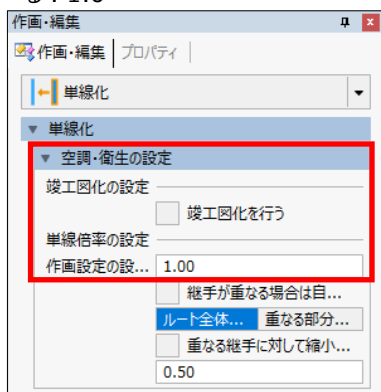 作画・編集
作画・編集 プロパティ
単線化
単線化
空調・衛生の設定
竣工図化の設定
竣工図化を行う
単線倍率の設定
作画設定の設... 1.00
継手が重なる場合は自...
ルート全体... 重なる部分...
重なる継手に対して縮小...
0.50